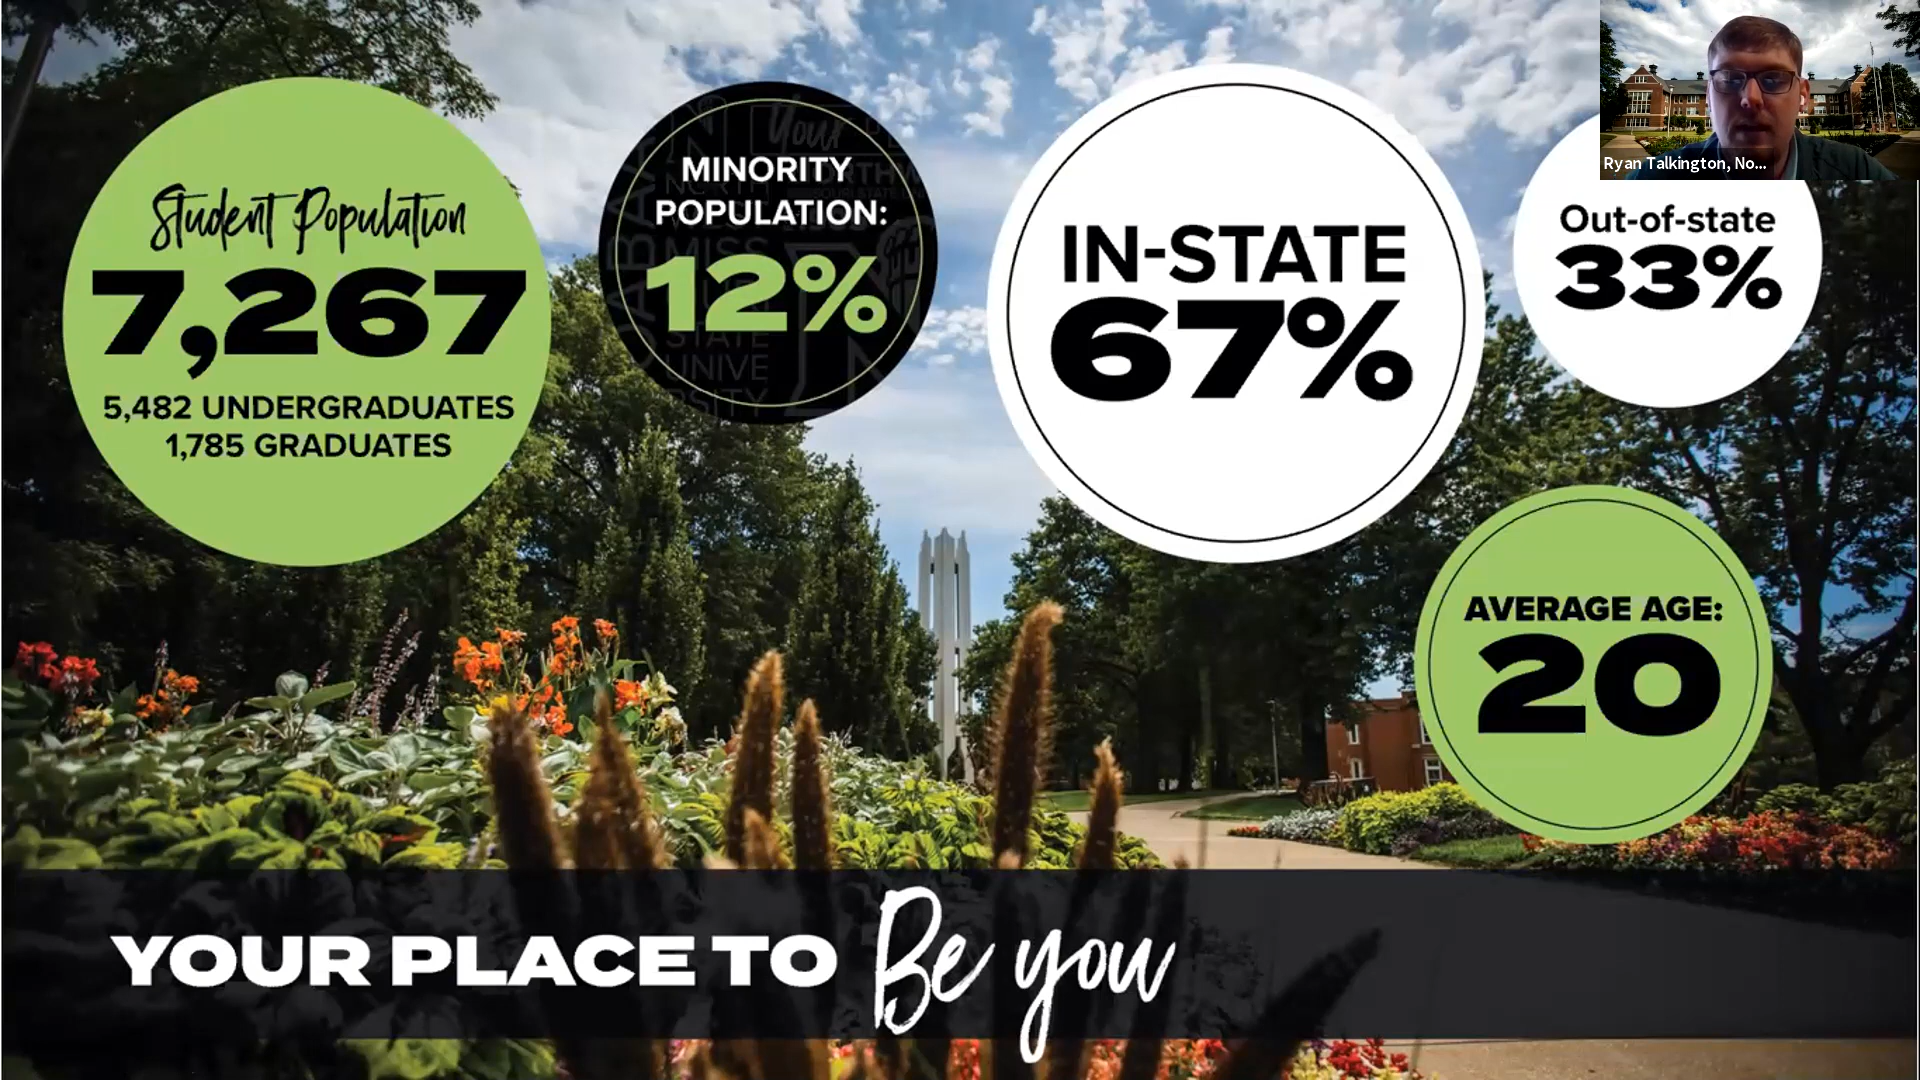 Student Population
7,267
5,482 UNDERGRADUATES
1,785 GRADUATES
MINORITY
POPULATION:
12%
IN-STATE
67%
Out-of-state
33%
Ryan Talkington, No...
AVERAGE AGE:
20
YOUR PLACE TO Be you